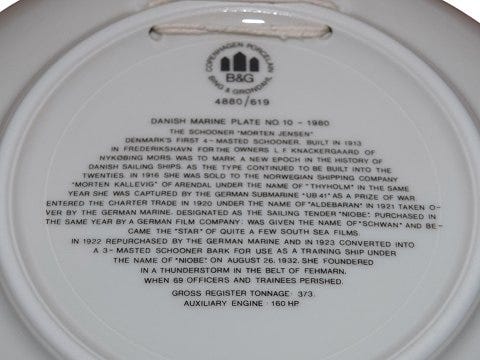 COPENHAGEN PORCELAIN
B&G
BING & GRØNDAHL
4880/619
DANISH MARINE PLATE NO. 10 - 1980
THE SCHOONER "MORTEN JENSEN"
DENMARK'S FIRST 4-MASTED SCHOONER. BUILT IN 1913
IN FREDERIKSHAVN FOR THE OWNERS L. F. KNACKERGAARD OF
NYKØBING MORS. WAS TO MARK A NEW EPOCH IN THE HISTORY OF
DANISH SAILING SHIPS. AS THE TYPE CONTINUED TO BE BUILT INTO THE
TWENTIES. IN 1916 SHE WAS SOLD TO THE NORWEGIAN SHIPPING COMPANY
"MORTEN KALLEVIG" OF ARENDAL UNDER THE NAME OF "THYHOLM" IN THE SAME
YEAR SHE WAS CAPTURED BY THE GERMAN SUBMARINE "UB 41" AS A PRIZE OF WAR
ENTERED THE CHARTER TRADE IN 1920 UNDER THE NAME OF "ALDEBARAN" IN 1921 TAKEN O-
VER BY THE GERMAN MARINE. DESIGNATED AS THE SAILING TENDER "NIOBE": PURCHASED IN
THE SAME YEAR BY A GERMAN FILM COMPANY; WAS GIVEN THE NAME OF "SCHWAN" AND BE-
CAME THE "STAR" OF QUITE A FEW SOUTH SEA FILMS.
IN 1922 REPURCHASED BY THE GERMAN MARINE AND IN 1923 CONVERTED INTO
A 3- MASTED SCHOONER BARK FOR USE AS A TRAINING SHIP UNDER
THE NAME OF "NIOBE" ON AUGUST 26. 1932. SHE FOUNDERED
IN A THUNDERSTORM IN THE BELT OF FEHMARN.
WHEN 69 OFFICERS AND TRAINEES PERISHED.
GROSS REGISTER TONNAGE: 373.
AUXILIARY ENGINE : 160 HP.